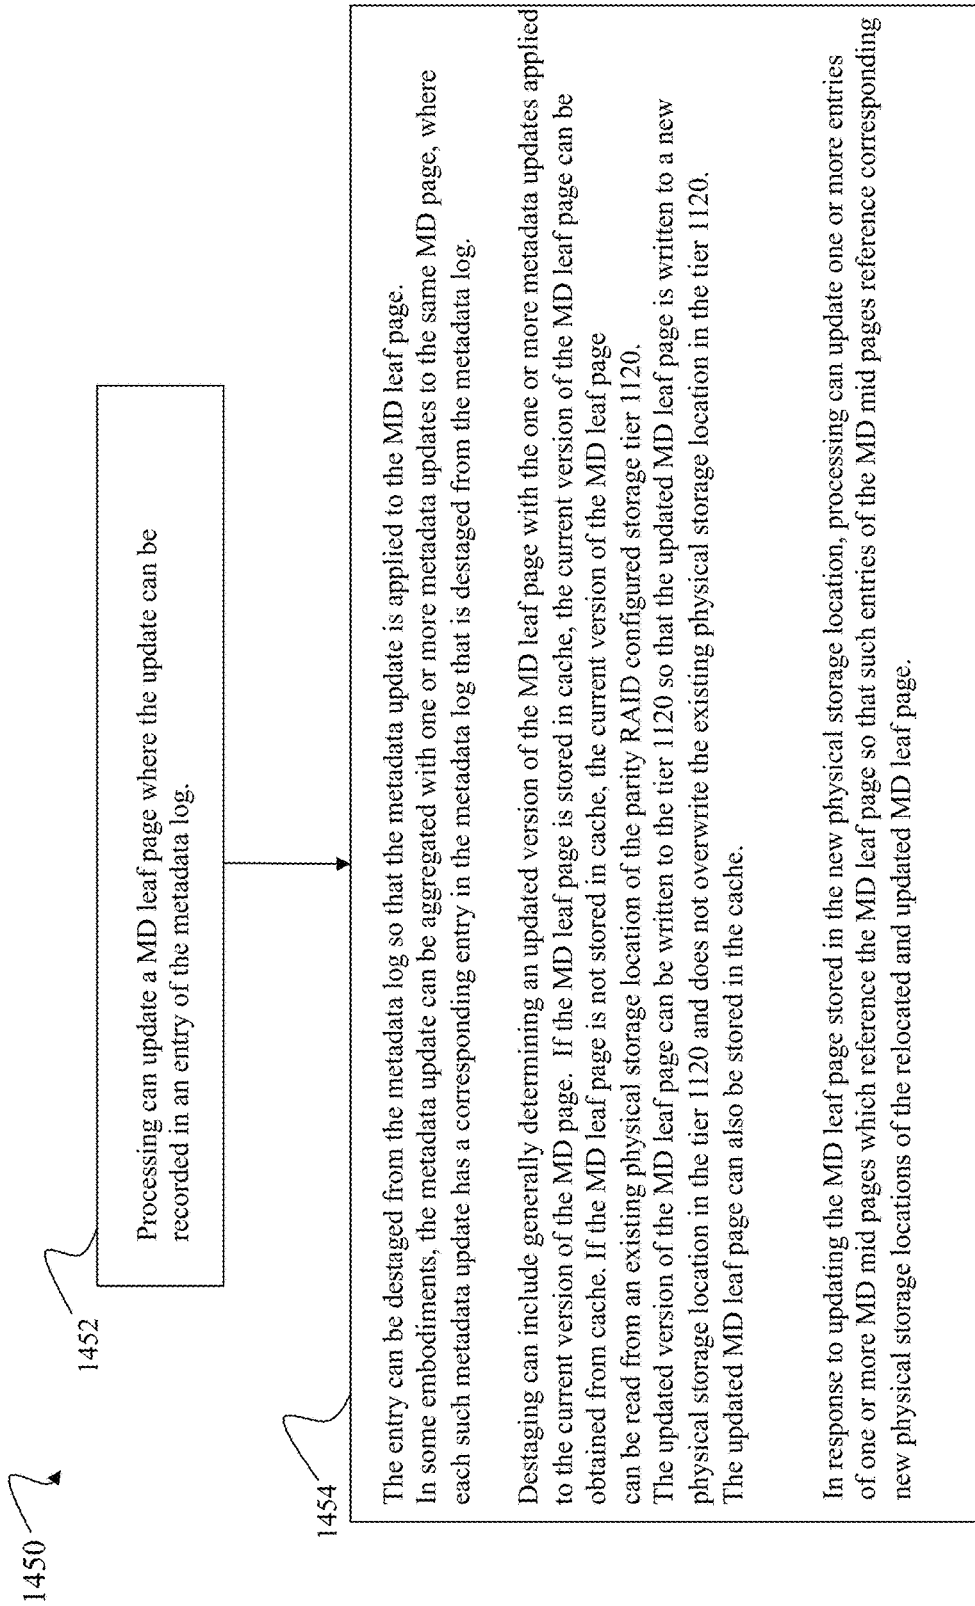 1450
1452
Processing can update a MD leaf page where the update can be
recorded in an entry of the metadata log.
1454
The entry can be destaged from the metadata log so that the metadata update is applied to the MD leaf page.
In some embodiments, the metadata update can be aggregated with one or more metadata updates to the same MD page, where
each such metadata update has a corresponding entry in the metadata log that is destaged from the metadata log.
Destaging can include generally determining an updated version of the MD leaf page with the one or more metadata updates applied
to the current version of the MD page. If the MD leaf page is stored in cache, the current version of the MD leaf page can be
obtained from cache. If the MD leaf page is not stored in cache, the current version of the MD leaf page
can be read from an existing physical storage location of the parity RAID configured storage tier 1120.
The updated version of the MD leaf page can be written to the tier 1120 so that the updated MD leaf page is written to a new
physical storage location in the tier 1120 and does not overwrite the existing physical storage location in the tier 1120.
The updated MD leaf page can also be stored in the cache.
In response to updating the MD leaf page stored in the new physical storage location, processing can update one or more entries
of one or more MD mid pages which reference the MD leaf page so that such entries of the MD mid pages reference corresponding
new physical storage locations of the relocated and updated MD leaf page.